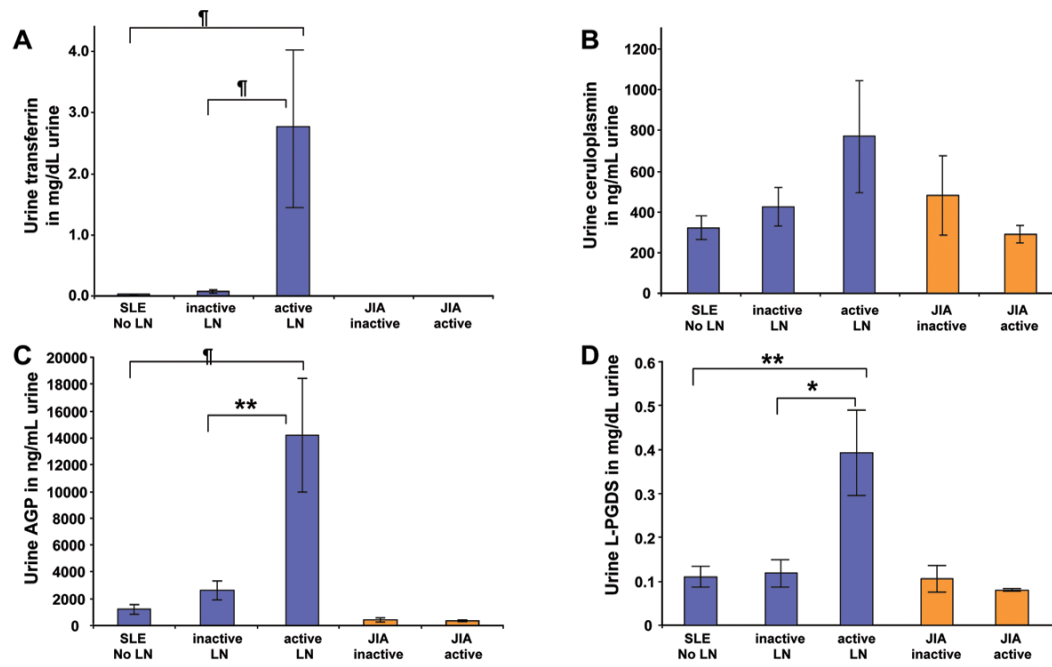 A
Urine transferrin
in mg/dL urine
4.0
3.0
2.0
1.0
0.0
¶
¶
SLE
No LN
inactive
LN
active
LN
JIA
inactive
JIA
active
B
Urine ceruloplasmin
in ng/mL urine
1200
1000
800
600
400
200
0
SLE
No LN
inactive
LN
active
LN
JIA
inactive
JIA
active
C
Urine AGP in ng/mL urine
20000
18000
16000
14000
12000
10000
8000
6000
4000
2000
0
¶
**
SLE
No LN
inactive
LN
active
LN
JIA
inactive
JIA
active
D
Urine L-PGDS in mg/dL urine
0.6
0.5
0.4
0.3
0.2
0.1
0
**
*
SLE
No LN
inactive
LN
active
LN
JIA
inactive
JIA
active